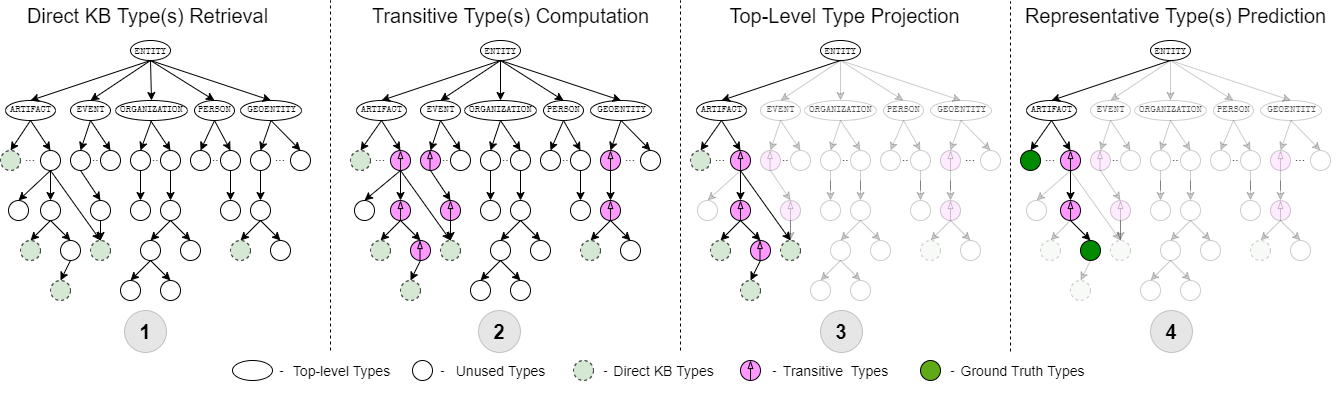 Direct KB Type(s) Retrieval
Transitive Type(s) Computation
Top-Level Type Projection
Representative Type(s) Prediction
ENTITY
ENTITY
ENTITY
ENTITY
ARTIFACT EVENT ORGANIZATION PERSON GEOENTITY
ARTIFACT EVENT ORGANIZATION PERSON GEOENTITY
ARTIFACT EVENT ORGANIZATION PERSON GEOENTITY
ARTIFACT EVENT ORGANIZATION PERSON GEOENTITY
1
2
3
4
- Top-level Types
- Unused Types
- Direct KB Types
- Transitive Types
- Ground Truth Types